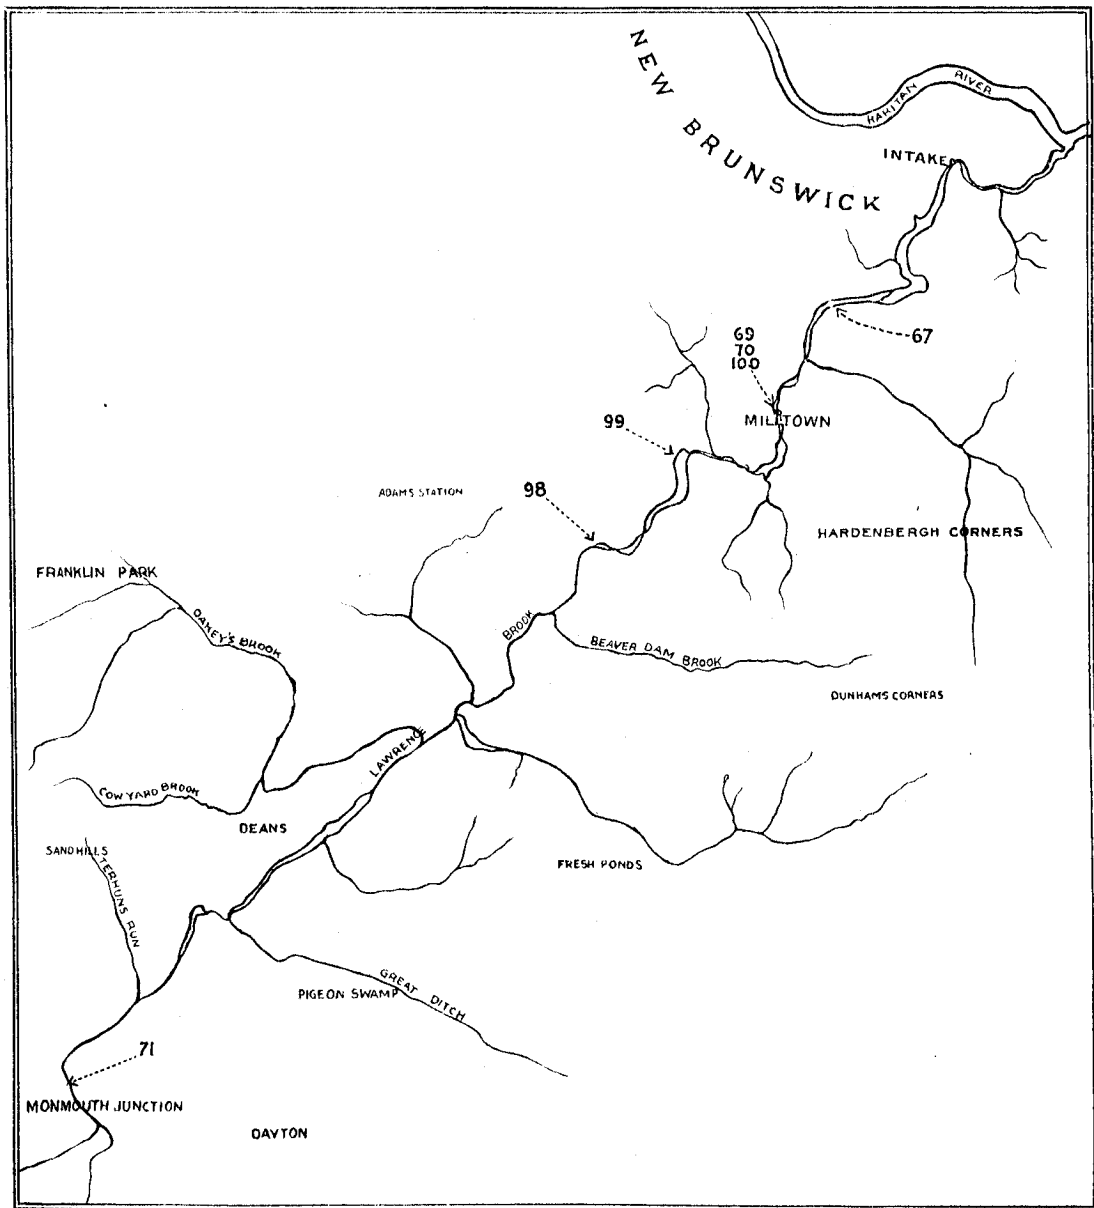 NEW BRUNSWICK
RARITAN RIVER
INTAKE
67
69
70
100
MILLTOWN
99
ADAMS STATION
98
HARDENBERGH CORNERS
FRANKLIN PARK
OAKEY'S BROOK
LAWRENCE BROOK
BEAVER DAM BROOK
DUNHAMS CORNERS
COW YARD BROOK
DEANS
SAND HILLS
TERHUNS RUN
FRESH PONDS
GREAT DITCH
PIGEON SWAMP
71
MONMOUTH JUNCTION
DAYTON